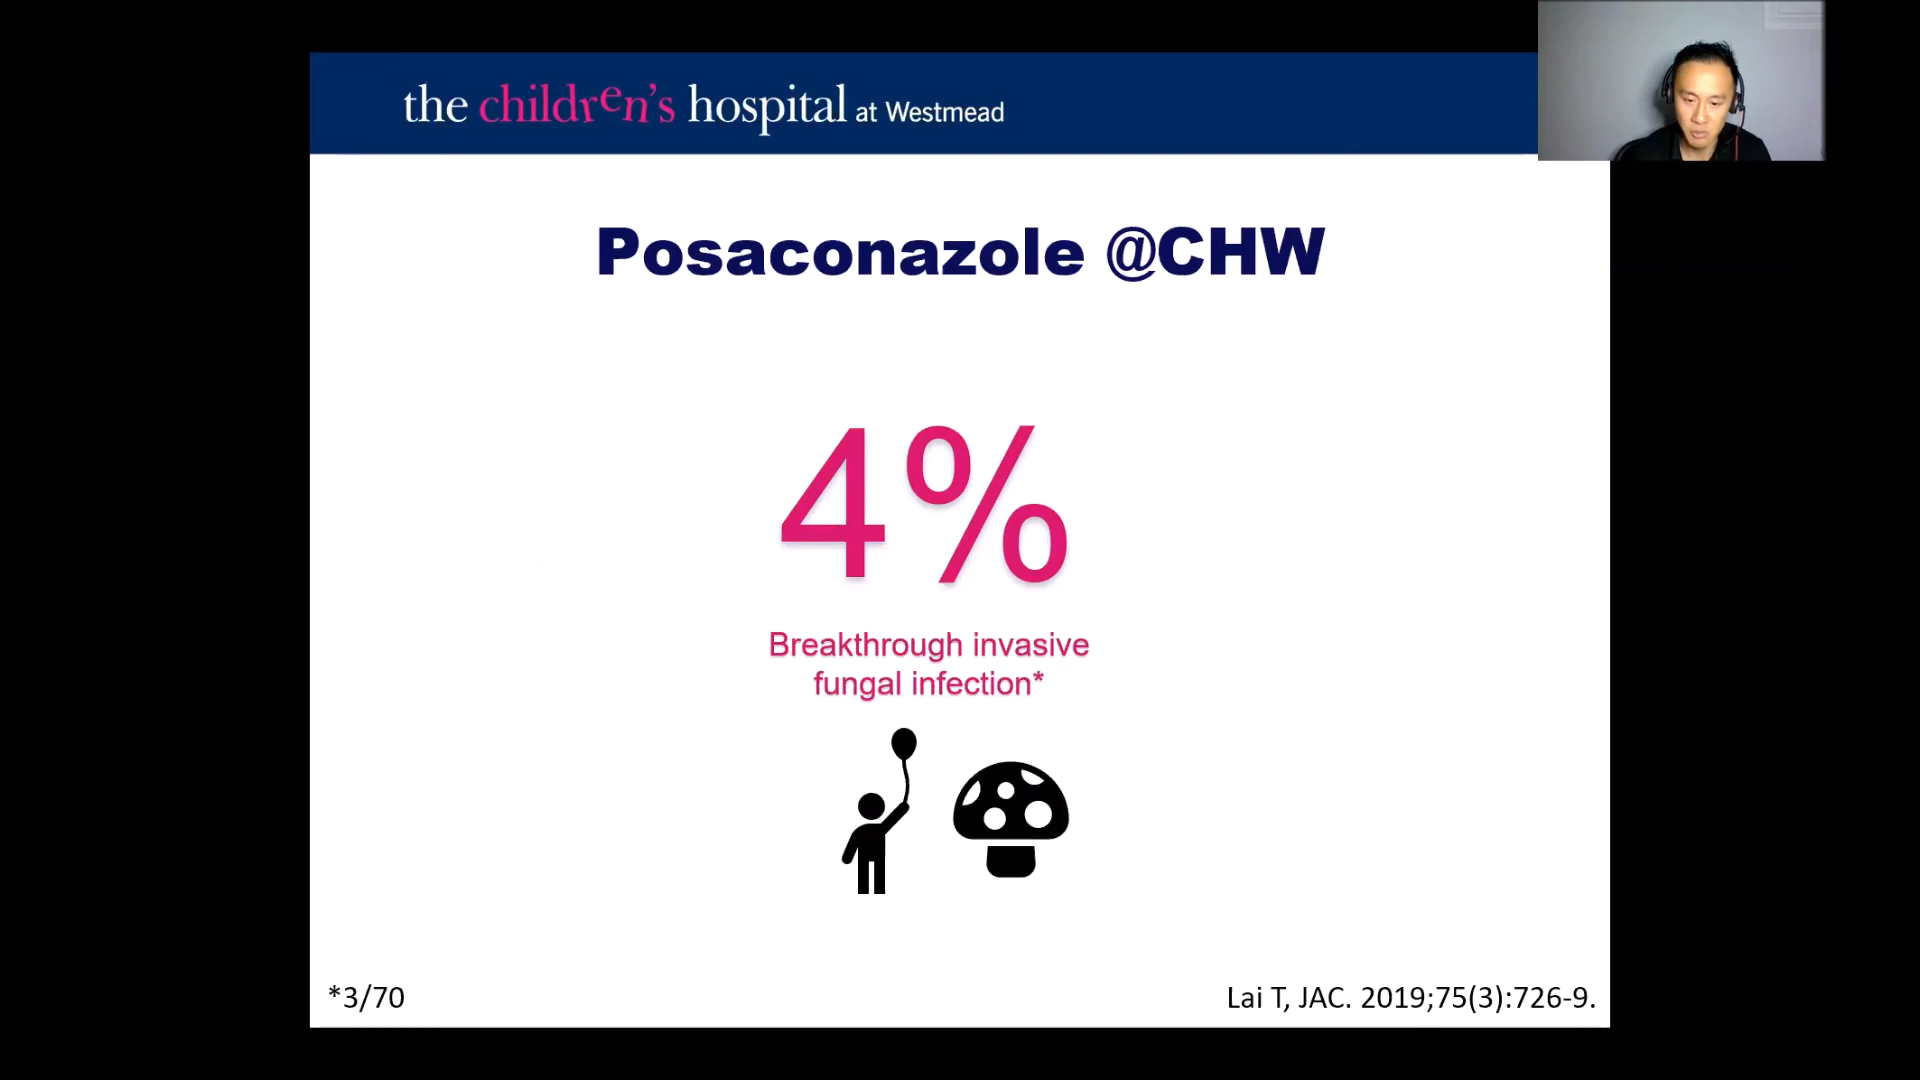 the children's hospital at Westmead
Posaconazole @CHW
4%
Breakthrough invasive
fungal infection*
*3/70
Lai T, JAC. 2019;75(3):726-9.